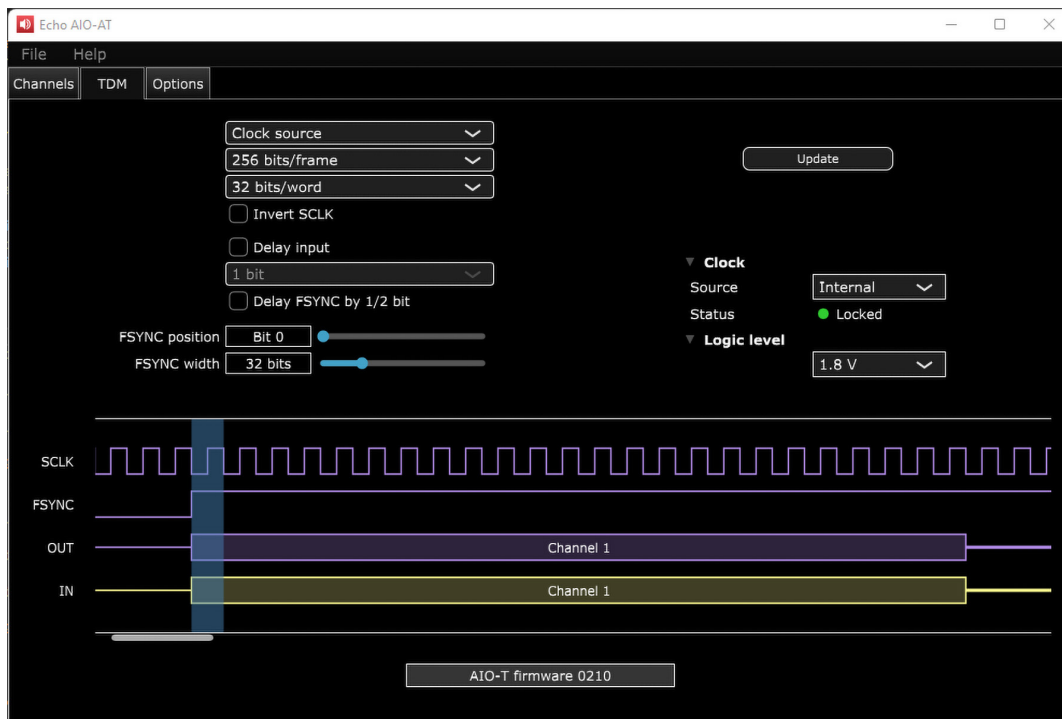 Echo AIO-AT
File Help
Channels TDM Options
Clock source
256 bits/frame
Update
32 bits/word
Invert SCLK
Delay input
1 bit
Delay FSYNC by 1/2 bit
Clock
Source Internal
Status Locked
Logic level
1.8 V
FSYNC position Bit 0
FSYNC width 32 bits
SCLK
FSYNC
OUT Channel 1
IN Channel 1
AIO-T firmware 0210